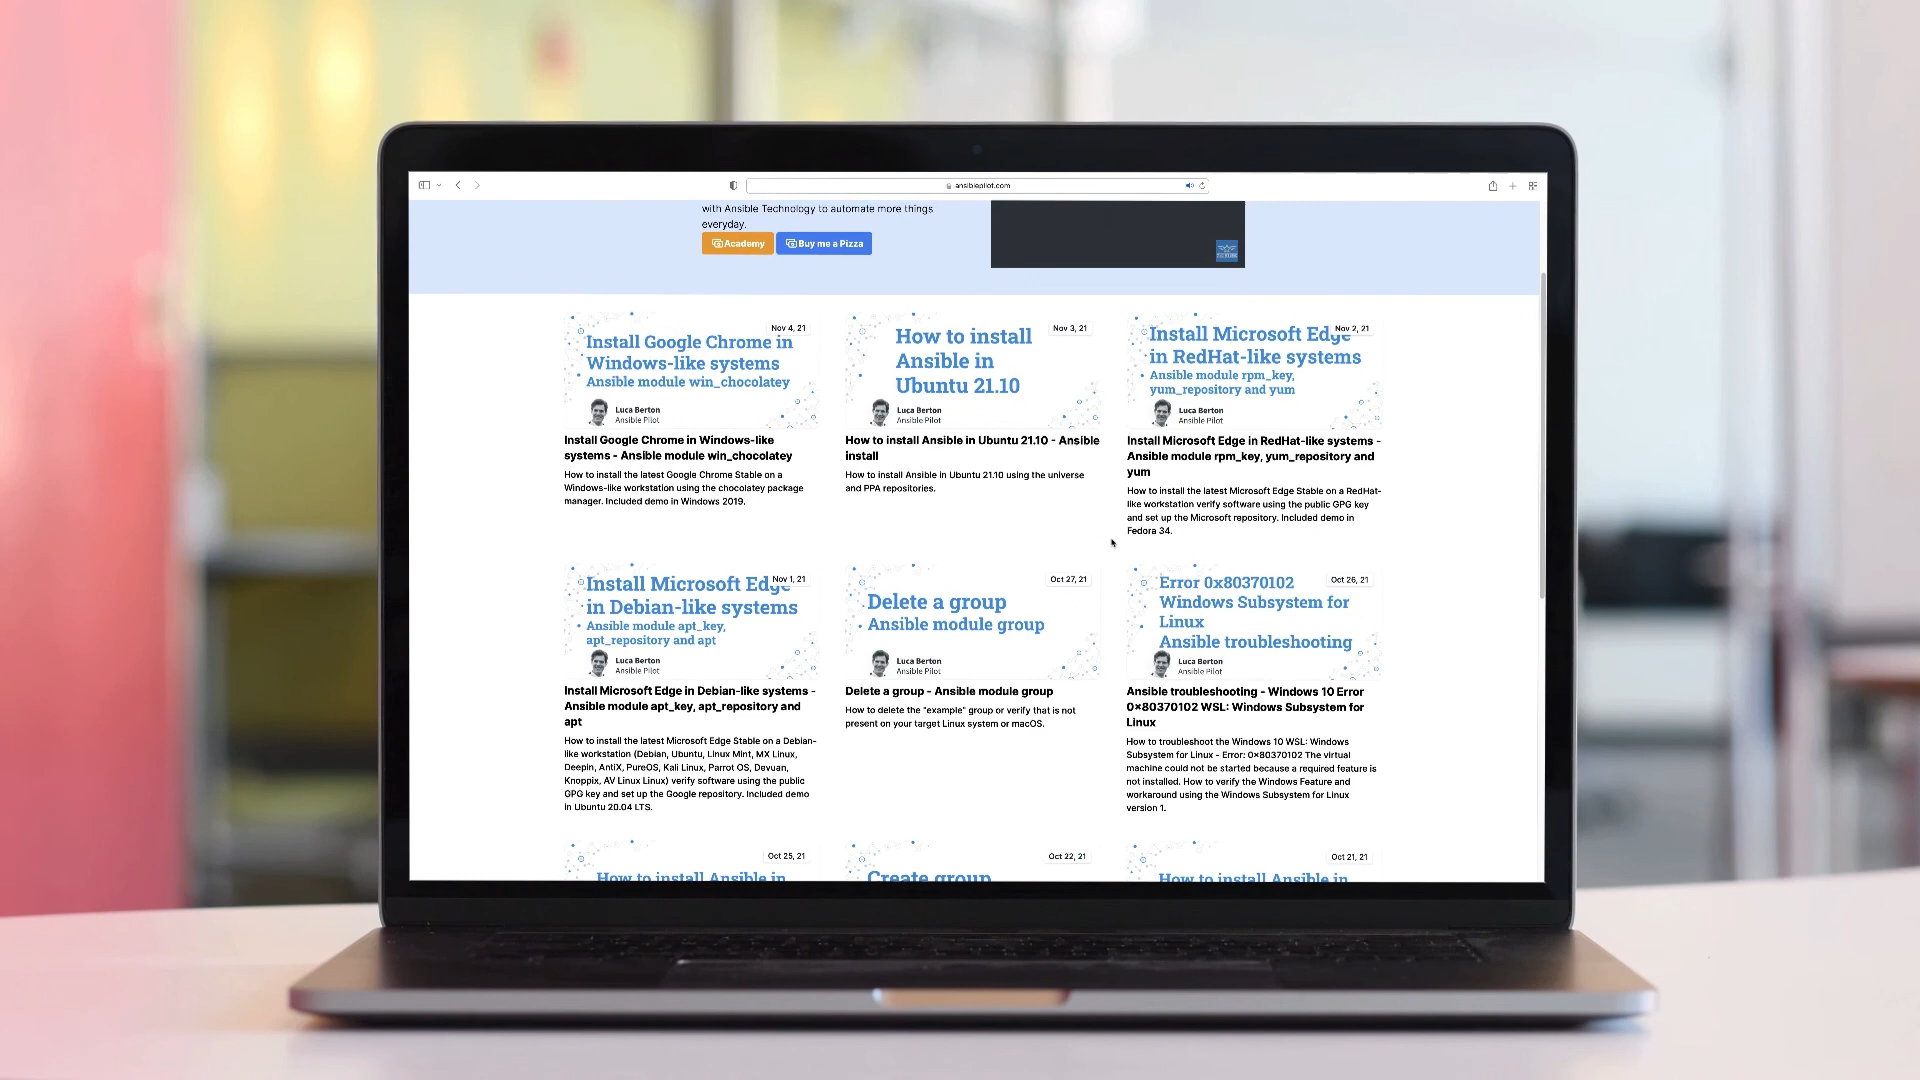 ansiblepilot.com
with Ansible Technology to automate more things
everyday.
Academy
Buy me a Pizza
Nov 4, 21
Install Google Chrome in
Windows-like systems
Ansible module win_chocolatey
Luca Berton
Ansible Pilot
Install Google Chrome in Windows-like
systems - Ansible module win_chocolatey
How to install the latest Google Chrome Stable on a
Windows-like workstation using the chocolatey package
manager. Included demo in Windows 2019.
Nov 3, 21
How to install
Ansible in
Ubuntu 21.10
Luca Berton
Ansible Pilot
How to install Ansible in Ubuntu 21.10 - Ansible
install
How to install Ansible in Ubuntu 21.10 using the universe
and PPA repositories.
Nov 2, 21
Install Microsoft Edge
in RedHat-like systems
Ansible module rpm_key,
yum_repository and yum
Luca Berton
Ansible Pilot
Install Microsoft Edge in RedHat-like systems -
Ansible module rpm_key, yum_repository and
yum
How to install the latest Microsoft Edge Stable on a RedHat-
like workstation verify software using the public GPG key
and set up the Microsoft repository. Included demo in
Fedora 34.
Nov 1, 21
Install Microsoft Edge
in Debian-like systems
Ansible module apt_key,
apt_repository and apt
Luca Berton
Ansible Pilot
Install Microsoft Edge in Debian-like systems -
Ansible module apt_key, apt_repository and
apt
How to install the latest Microsoft Edge Stable on a Debian-
like workstation (Debian, Ubuntu, Linux Mint, MX Linux,
Deepin, AntiX, PureOS, Kali Linux, Parrot OS, Devuan,
Knoppix, AV Linux Linux) verify software using the public
GPG key and set up the Google repository. Included demo
in Ubuntu 20.04 LTS.
Oct 27, 21
Delete a group
Ansible module group
Luca Berton
Ansible Pilot
Delete a group - Ansible module group
How to delete the "example" group or verify that is not
present on your target Linux system or macOS.
Oct 26, 21
Error 0x80370102
Windows Subsystem for
Linux
Ansible troubleshooting
Luca Berton
Ansible Pilot
Ansible troubleshooting - Windows 10 Error
0x80370102 WSL: Windows Subsystem for
Linux
How to troubleshoot the Windows 10 WSL: Windows
Subsystem for Linux - Error: 0x80370102 The virtual
machine could not be started because a required feature is
not installed. How to verify the Windows Feature and
workaround using the Windows Subsystem for Linux
version 1.
Oct 25, 21
How to install Ansible in
Oct 22, 21
Create group
Oct 21, 21
How to install Ansible in